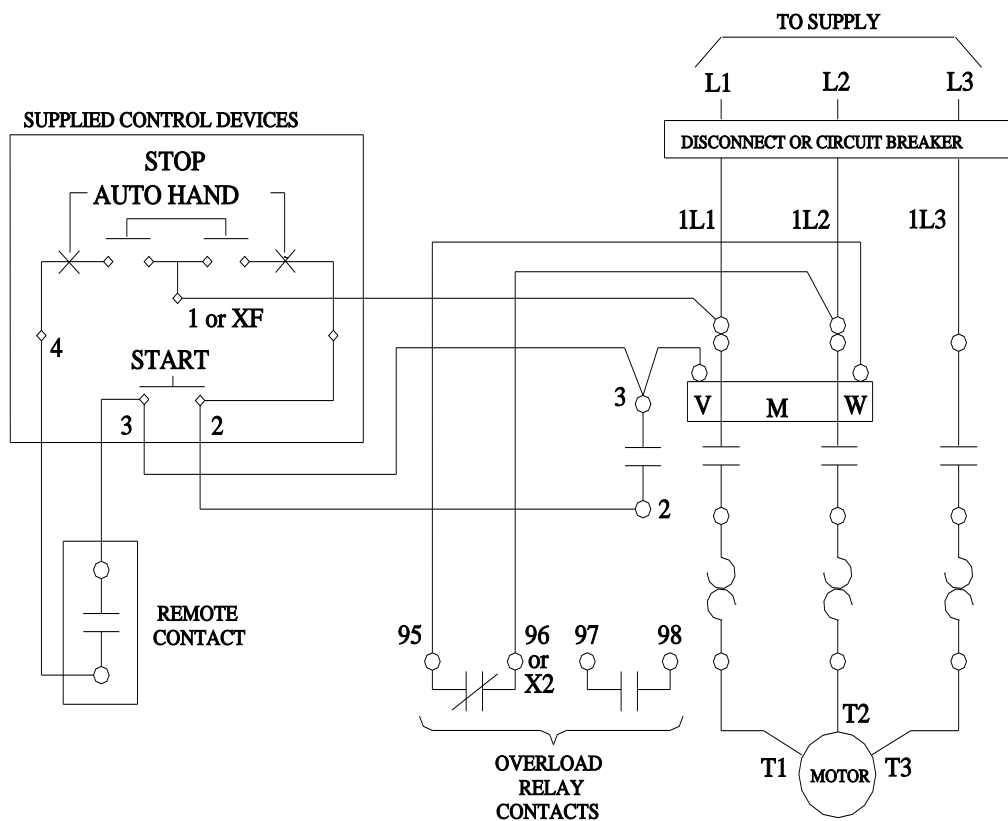 TO SUPPLY
L1 L2 L3
SUPPLIED CONTROL DEVICES
DISCONNECT OR CIRCUIT BREAKER
STOP
AUTO HAND
1L1 1L2 1L3
1 or XF
4
START
3 2
3
V M W
2
REMOTE
CONTACT
95 96 97 98
or
X2
T2
T1 MOTOR T3
OVERLOAD
RELAY
CONTACTS